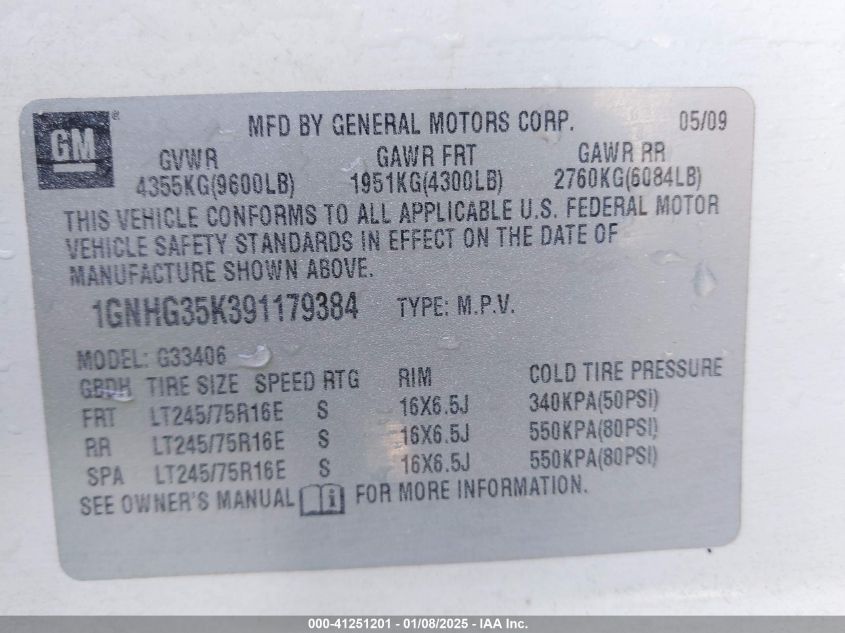 GM ® MFD BY GENERAL MOTORS CORP. 05/09
GVWR GAWR FRT GAWR RR
4355KG(9600LB) 1951KG(4300LB) 2760KG(6084LB)
THIS VEHICLE CONFORMS TO ALL APPLICABLE U.S. FEDERAL MOTOR
VEHICLE SAFETY STANDARDS IN EFFECT ON THE DATE OF
MANUFACTURE SHOWN ABOVE.
1GNHG35K391179384 TYPE: M.P.V.
MODEL: G33406
GBDH TIRE SIZE SPEED RTG RIM COLD TIRE PRESSURE
FRT LT245/75R16E S 16X6.5J 340KPA(50PSI)
RR LT245/75R16E S 16X6.5J 550KPA(80PSI)
SPA LT245/75R16E S 16X6.5J 550KPA(80PSI)
SEE OWNER'S MANUAL i FOR MORE INFORMATION.
000-41251201 - 01/08/2025 - IAA Inc.